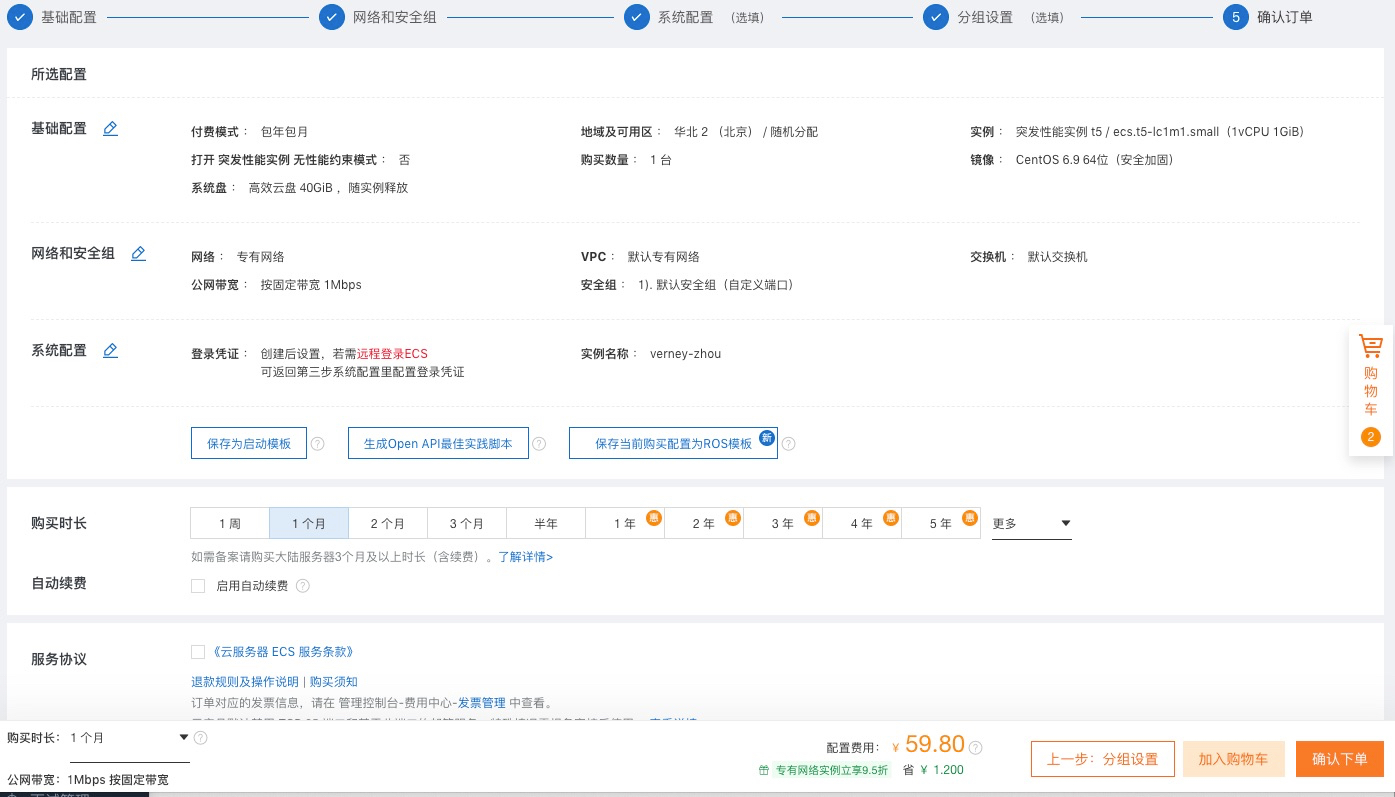 基础配置 网络和安全组 系统配置 (选填) 分组设置 (选填) 5 确认订单
所选配置
基础配置
付费模式： 包年包月 地域及可用区： 华北 2 （北京） / 随机分配 实例： 突发性能实例 t5 / ecs.t5-lc1m1.small（1vCPU 1GiB）
打开 突发性能实例 无性能约束模式： 否 购买数量： 1 台 镜像： CentOS 6.9 64位（安全加固）
系统盘： 高效云盘 40GiB ，随实例释放
网络和安全组
网络： 专有网络 VPC： 默认专有网络 交换机： 默认交换机
公网带宽： 按固定带宽 1Mbps 安全组： 1). 默认安全组（自定义端口）
系统配置
登录凭证： 创建后设置，若需远程登录ECS 实例名称： verney-zhou
可返回第三步系统配置里配置登录凭证
保存为启动模板 ? 生成Open API最佳实践脚本 ? 保存当前购买配置为ROS模板 新 ?
购物车
2
购买时长 1 周 1 个月 2 个月 3 个月 半年 1 年 惠 2 年 惠 3 年 惠 4 年 惠 5 年 惠 更多
如需备案请购买大陆服务器3个月及以上时长（含续费）。了解详情>
自动续费 启用自动续费 ?
服务协议 《云服务器 ECS 服务条款》
退款规则及操作说明 | 购买须知
订单对应的发票信息，请在 管理控制台-费用中心-发票管理 中查看。
购买时长： 1 个月 ? 配置费用： ¥ 59.80 ?
专有网络实例立享9.5折 省 ¥ 1.200
上一步：分组设置 加入购物车 确认下单
公网带宽：1Mbps 按固定带宽